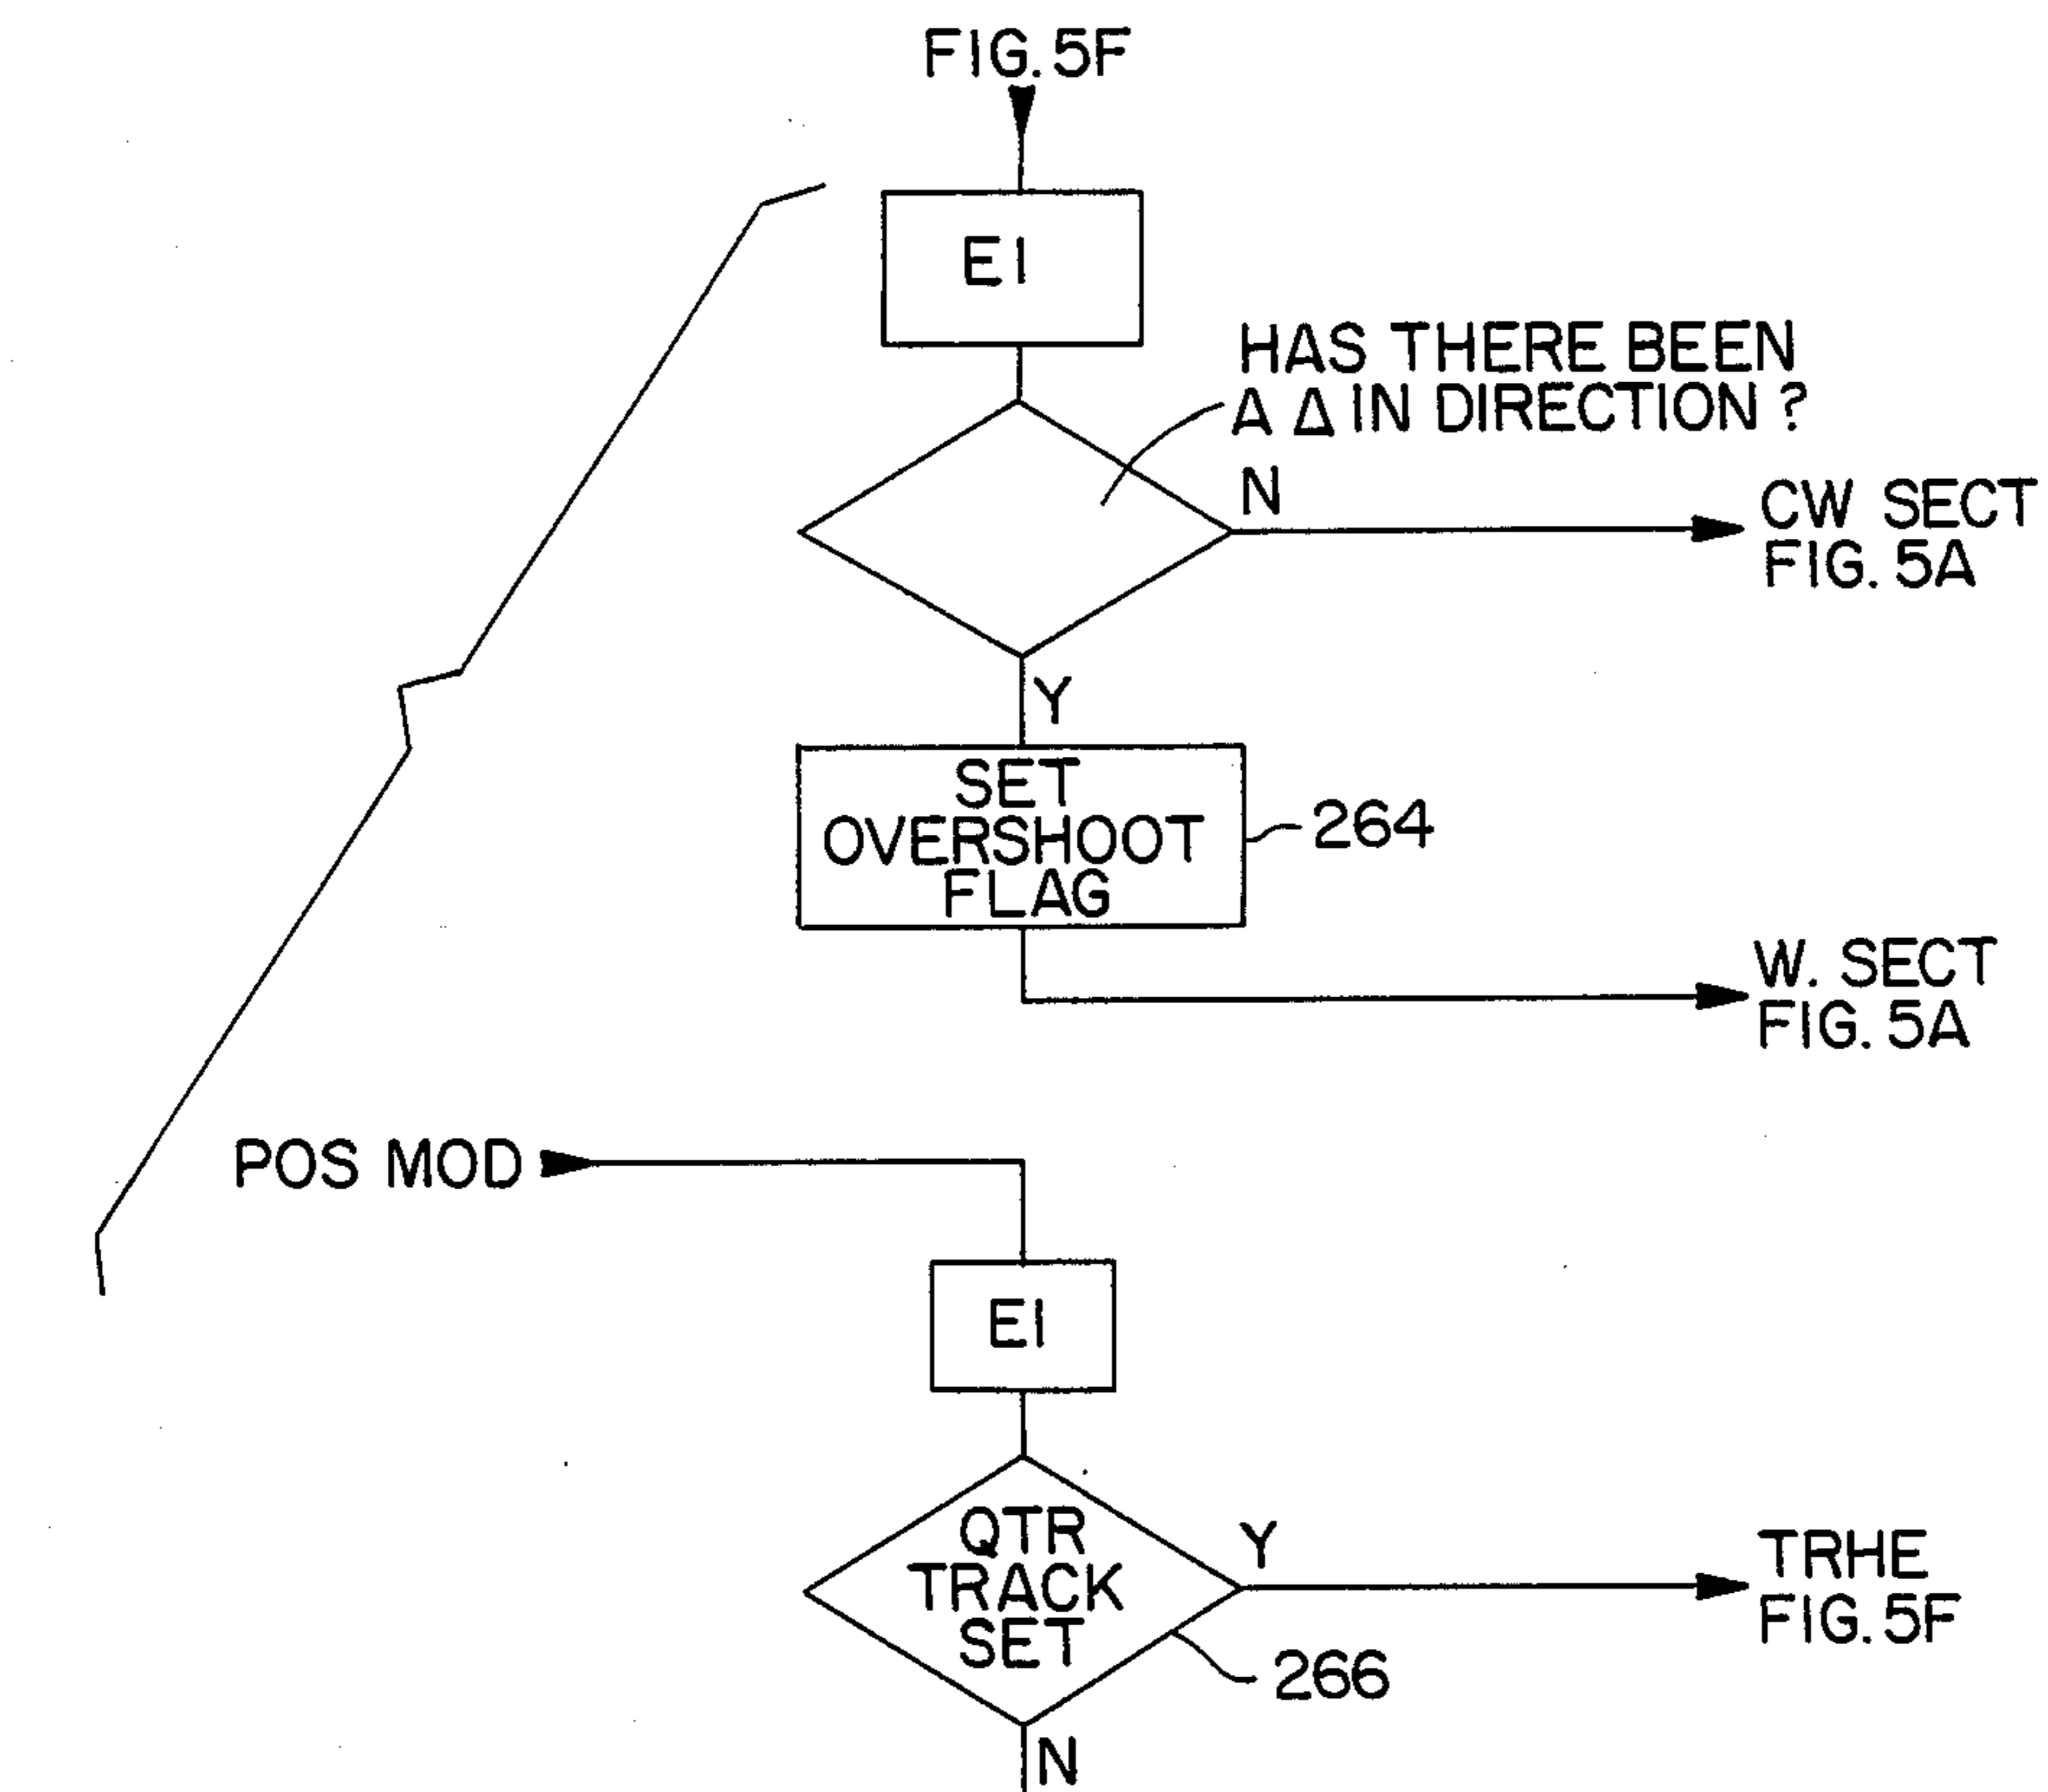 FIG. 5F
EI
HAS THERE BEEN
A Δ IN DIRECTION ?
N
CW SECT
FIG. 5A
Y
SET
OVERSHOOT
FLAG
264
W. SECT
FIG. 5A
POS MOD
EI
QTR
TRACK
SET
Y
TRHE
FIG. 5F
266
N